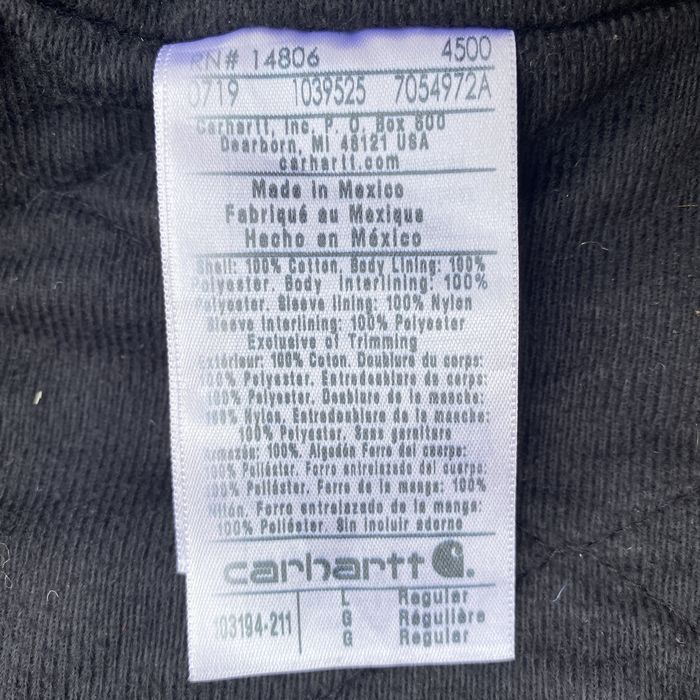 RN# 14806 4500
0719 1039525 7054972A
Carhartt, Inc. P. O. Box 600
Dearborn, MI 48121 USA
carhartt.com
Made in Mexico
Fabriqué au Mexique
Hecho en México
Shell: 100% Cotton. Body Lining: 100%
Polyester. Body Interlining: 100%
Polyester. Sleeve lining: 100% Nylon
Sleeve Interlining: 100% Polyester
Exclusive of Trimming
Extérieur: 100% Coton. Doublure du corps:
100% Polyester. Entredoublure de corps:
100% Polyester. Doublure de la manche:
100% Nylon. Entredoublure de la manche:
100% Polyester. Sans garniture
Armazón: 100%. Algodón Forro del cuerpo:
100% Poliéster. Forro entrelazado del cuerpo:
100% Poliéster. Forro de la manga: 100%
Nilón. Forro entrelazado de la manga:
100% Poliéster. Sin incluir adorno
carhartt
103194-211 L Regular
G Regulière
G Regular